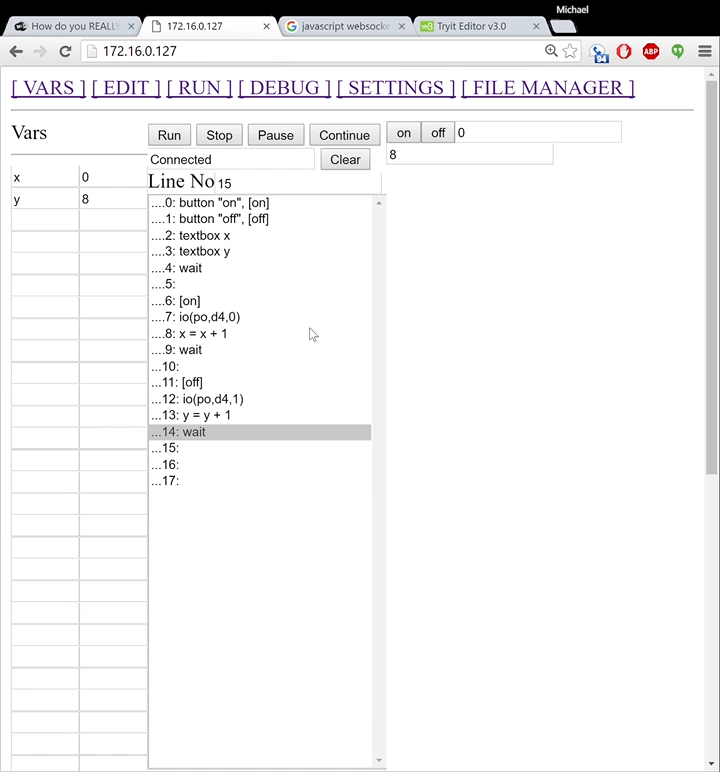 Michael
How do you REALLY
172.16.0.127
javascript websocke
Tryit Editor v3.0
172.16.0.127
94
ABP
[ VARS ] [ EDIT ] [ RUN ] [ DEBUG ] [ SETTINGS ] [ FILE MANAGER ]
Vars
x 0
y 8
Run Stop Pause Continue
Connected Clear
Line No 15
....0: button "on", [on]
....1: button "off", [off]
....2: textbox x
....3: textbox y
....4: wait
....5:
....6: [on]
....7: io(po,d4,0)
....8: x = x + 1
....9: wait
...10:
...11: [off]
...12: io(po,d4,1)
...13: y = y + 1
...14: wait
...15:
...16:
...17:
on off 0
8